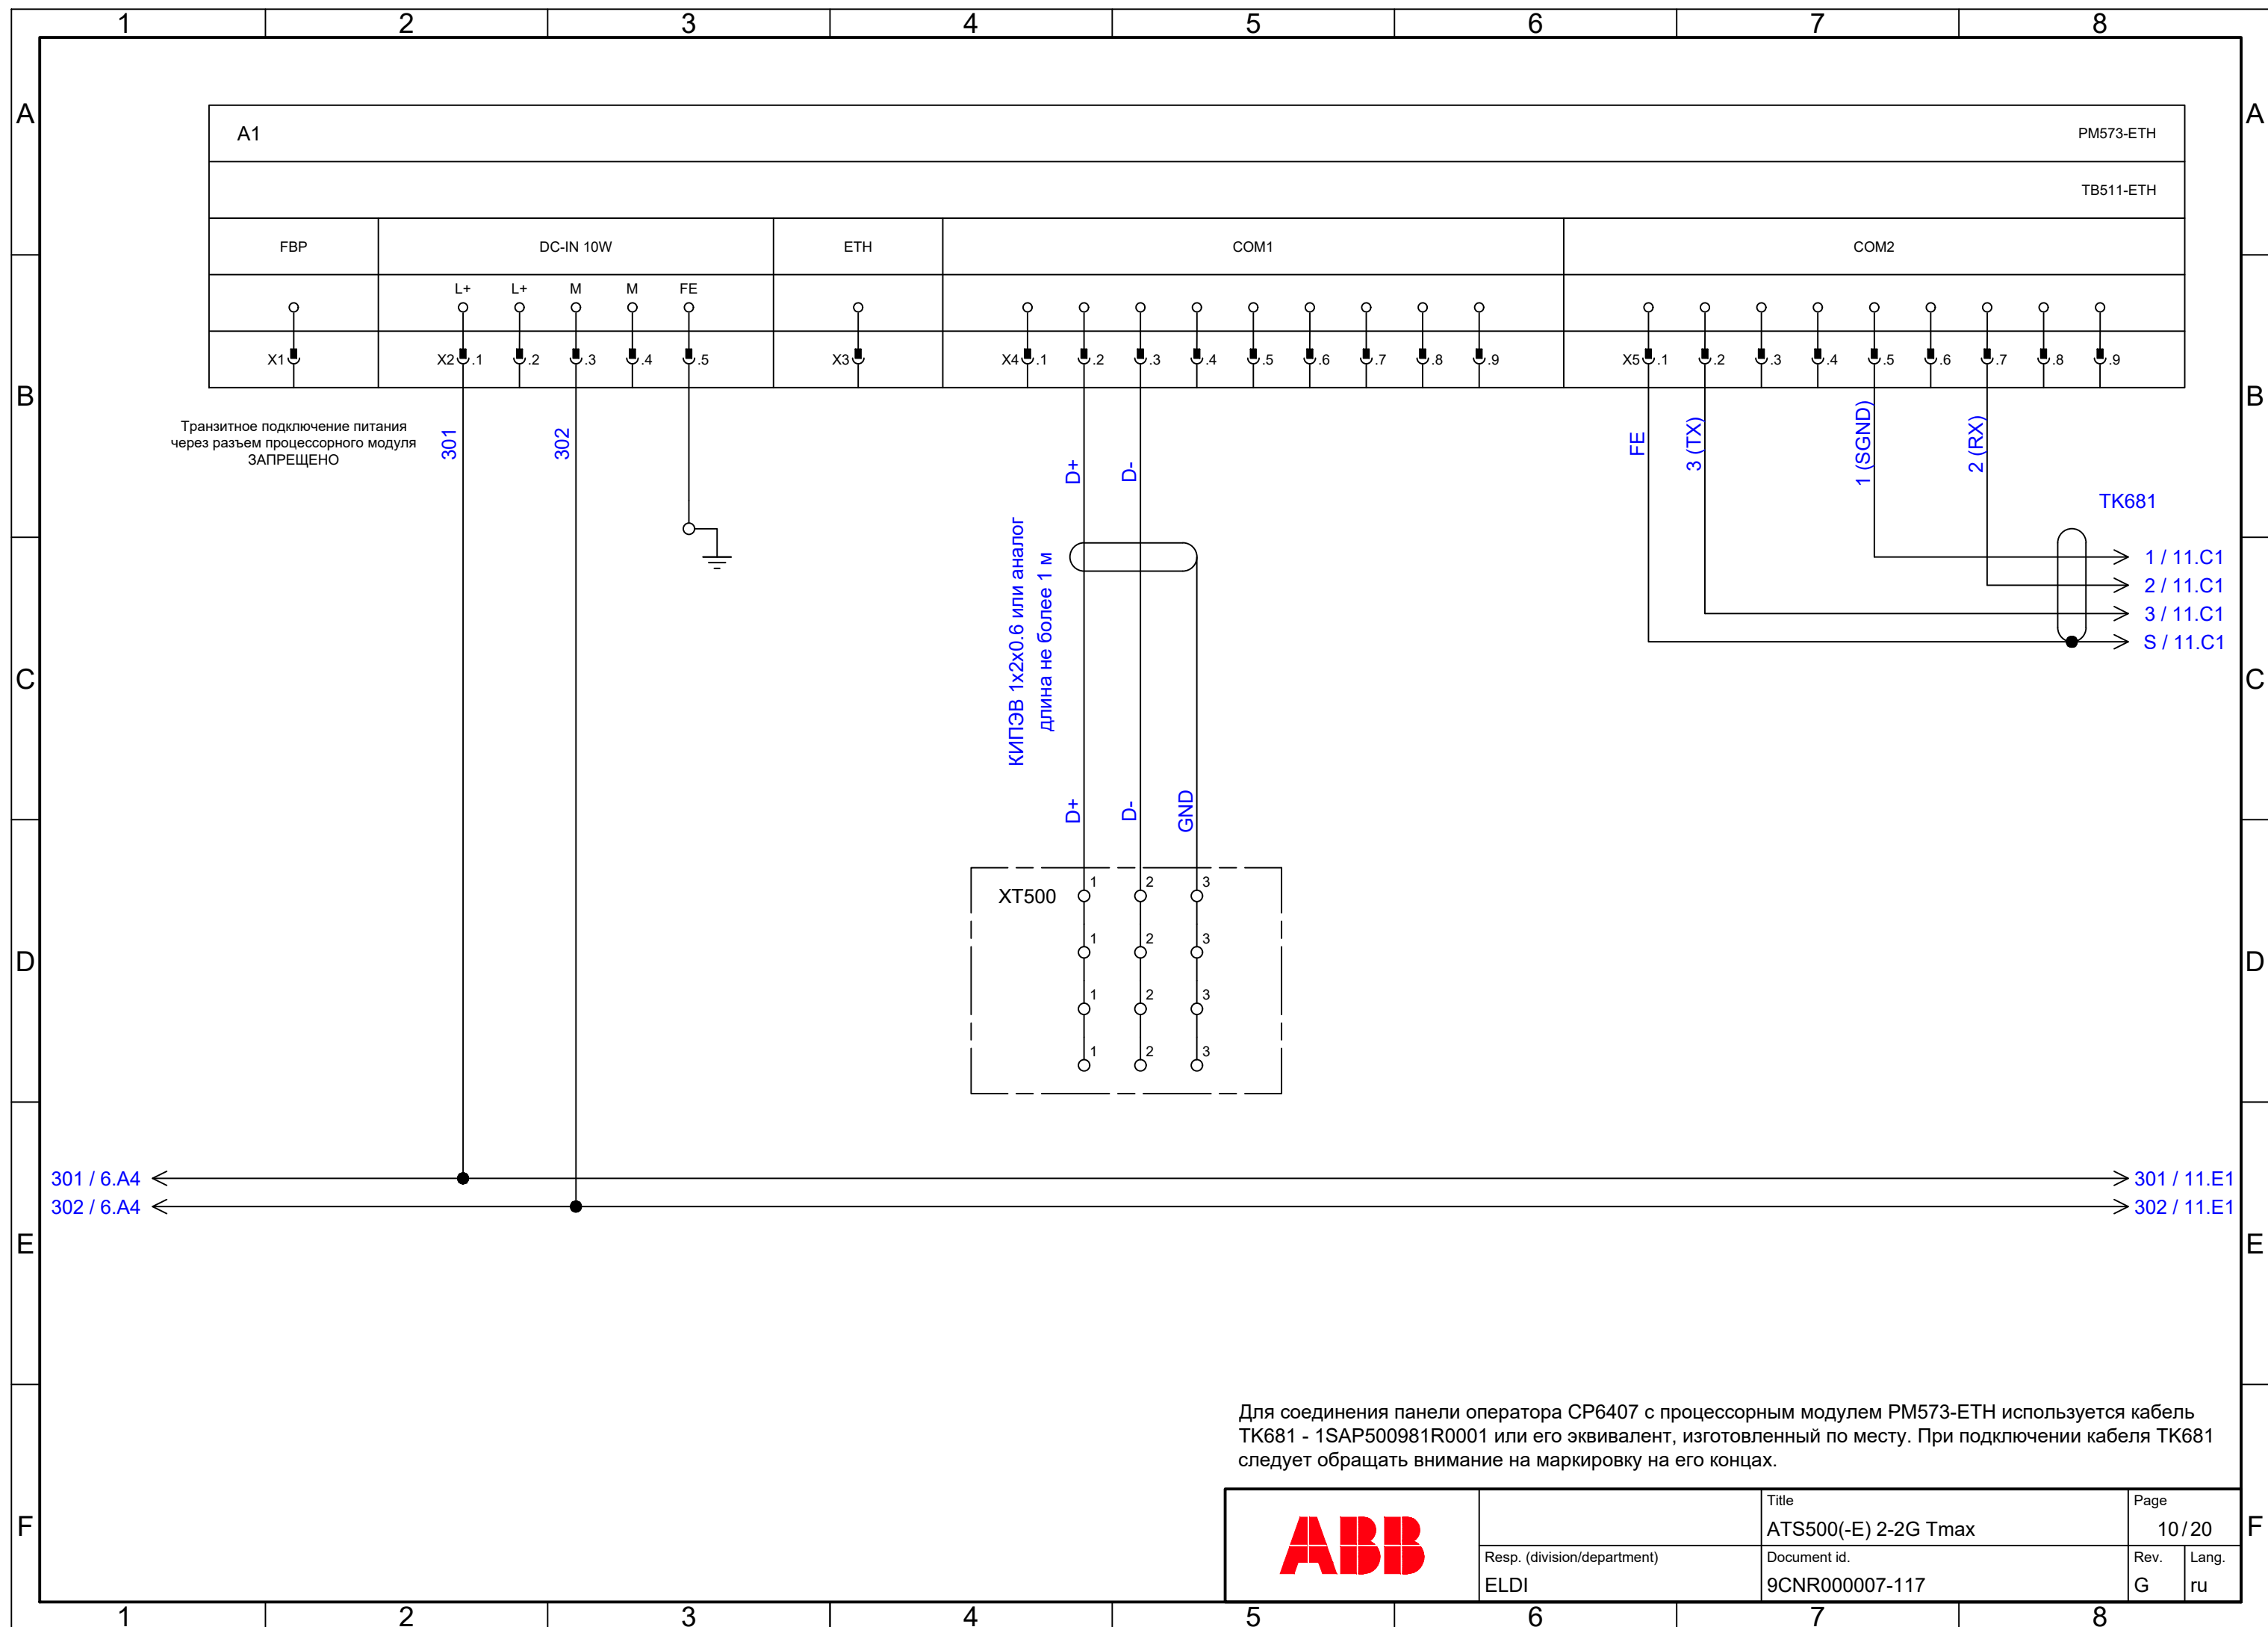 1 2 3 4 5 6 7 8
A A
A1 PM573-ETH
TB511-ETH
FBP DC-IN 10W ETH COM1 COM2
L+ L+ M M FE
X1 X2 .1 .2 .3 .4 .5 X3 X4 .1 .2 .3 .4 .5 .6 .7 .8 .9 X5 .1 .2 .3 .4 .5 .6 .7 .8 .9
B B
Транзитное подключение питания
через разъем процессорного модуля
ЗАПРЕЩЕНО
301
302
D+
D-
FE
3 (TX)
1 (SGND)
2 (RX)
TK681
1 / 11.C1
2 / 11.C1
3 / 11.C1
S / 11.C1
КИПЭВ 1x2x0.6 или аналог
длина не более 1 м
C C
D+
D-
GND
XT500
1 2 3
1 2 3
1 2 3
1 2 3
D D
301 / 6.A4 301 / 11.E1
302 / 6.A4 302 / 11.E1
E E
Для соединения панели оператора CP6407 с процессорным модулем PM573-ETH используется кабель
TK681 - 1SAP500981R0001 или его эквивалент, изготовленный по месту. При подключении кабеля TK681
следует обращать внимание на маркировку на его концах.
F F
ABB
Title
ATS500(-E) 2-2G Tmax
Page
10 / 20
Resp. (division/department)
ELDI
Document id.
9CNR000007-117
Rev.
G
Lang.
ru
1 2 3 4 5 6 7 8